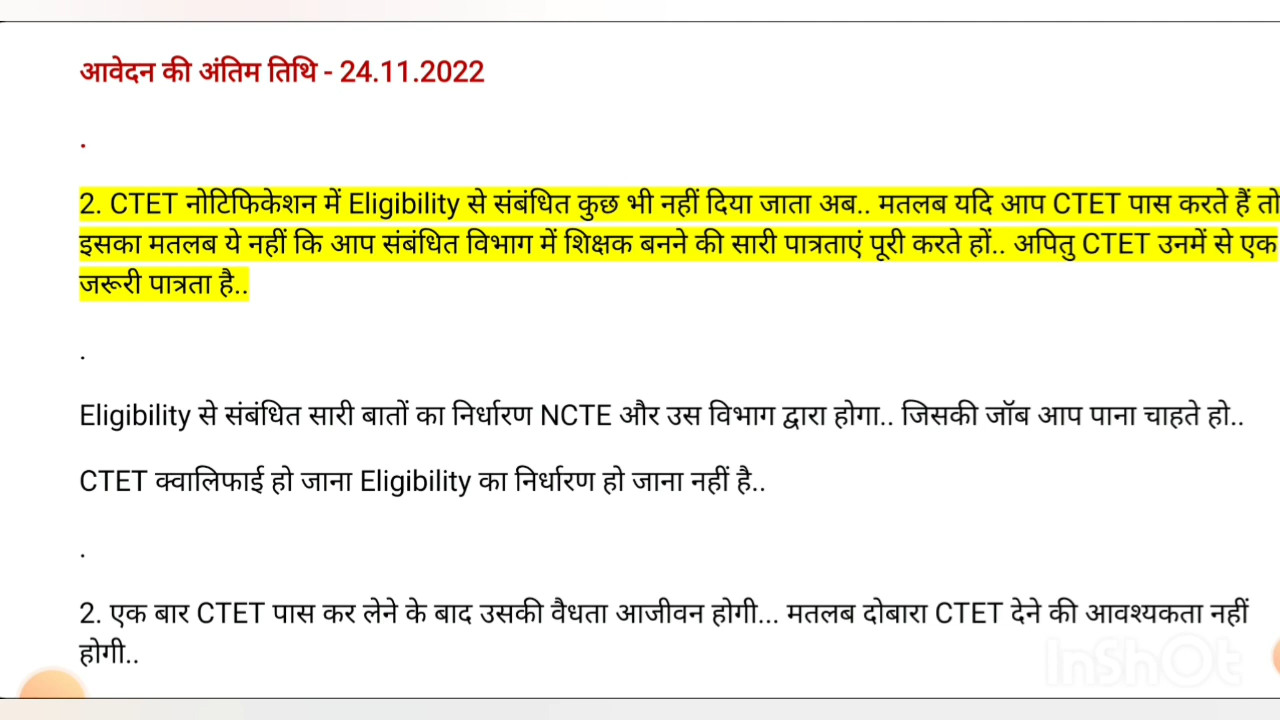 आवेदन की अंतिम तिथि - 24.11.2022
.
2. CTET नोटिफिकेशन में Eligibility से संबंधित कुछ भी नहीं दिया जाता अब.. मतलब यदि आप CTET पास करते हैं तो
इसका मतलब ये नहीं कि आप संबंधित विभाग में शिक्षक बनने की सारी पात्रताएं पूरी करते हों.. अपितु CTET उनमें से एक
जरूरी पात्रता है..
.
Eligibility से संबंधित सारी बातों का निर्धारण NCTE और उस विभाग द्वारा होगा.. जिसकी जॉब आप पाना चाहते हो..
CTET क्वालिफाई हो जाना Eligibility का निर्धारण हो जाना नहीं है..
.
2. एक बार CTET पास कर लेने के बाद उसकी वैधता आजीवन होगी... मतलब दोबारा CTET देने की आवश्यकता नहीं
होगी..
InShOt